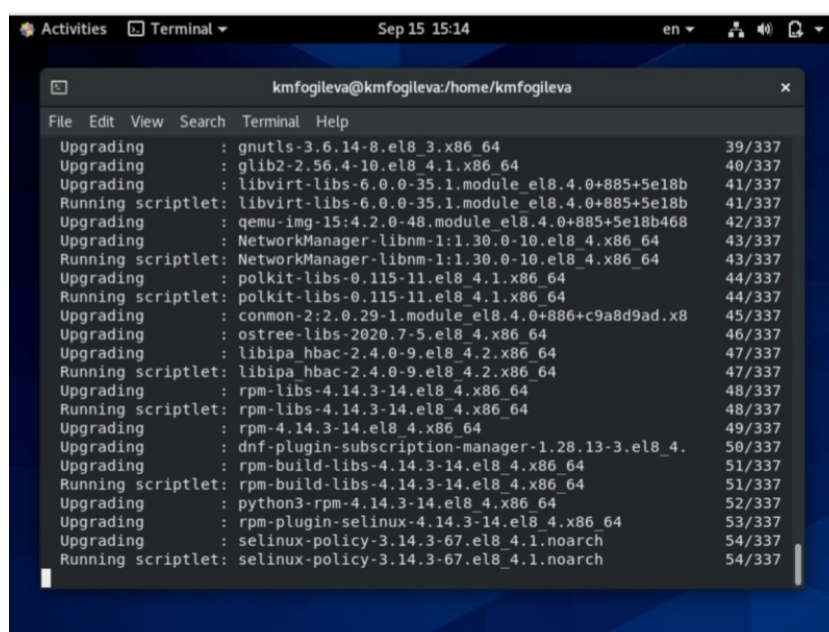 Activities Terminal Sep 15 15:14 en
kmfogileva@kmfogileva:/home/kmfogileva ×
File Edit View Search Terminal Help
Upgrading : gnutls-3.6.14-8.el8_3.x86_64 39/337
Upgrading : glib2-2.56.4-10.el8_4.1.x86_64 40/337
Upgrading : libvirt-libs-6.0.0-35.1.module_el8.4.0+885+5e18b 41/337
Running scriptlet: libvirt-libs-6.0.0-35.1.module_el8.4.0+885+5e18b 41/337
Upgrading : qemu-img-15:4.2.0-48.module_el8.4.0+885+5e18b468 42/337
Upgrading : NetworkManager-libnm-1:1.30.0-10.el8_4.x86_64 43/337
Running scriptlet: NetworkManager-libnm-1:1.30.0-10.el8_4.x86_64 43/337
Upgrading : polkit-libs-0.115-11.el8_4.1.x86_64 44/337
Running scriptlet: polkit-libs-0.115-11.el8_4.1.x86_64 44/337
Upgrading : conmon-2:2.0.29-1.module_el8.4.0+886+c9a8d9ad.x8 45/337
Upgrading : ostree-libs-2020.7-5.el8_4.x86_64 46/337
Upgrading : libipa_hbac-2.4.0-9.el8_4.2.x86_64 47/337
Running scriptlet: libipa_hbac-2.4.0-9.el8_4.2.x86_64 47/337
Upgrading : rpm-libs-4.14.3-14.el8_4.x86_64 48/337
Running scriptlet: rpm-libs-4.14.3-14.el8_4.x86_64 48/337
Upgrading : rpm-4.14.3-14.el8_4.x86_64 49/337
Upgrading : dnf-plugin-subscription-manager-1.28.13-3.el8_4. 50/337
Upgrading : rpm-build-libs-4.14.3-14.el8_4.x86_64 51/337
Running scriptlet: rpm-build-libs-4.14.3-14.el8_4.x86_64 51/337
Upgrading : python3-rpm-4.14.3-14.el8_4.x86_64 52/337
Upgrading : rpm-plugin-selinux-4.14.3-14.el8_4.x86_64 53/337
Upgrading : selinux-policy-3.14.3-67.el8_4.1.noarch 54/337
Running scriptlet: selinux-policy-3.14.3-67.el8_4.1.noarch 54/337